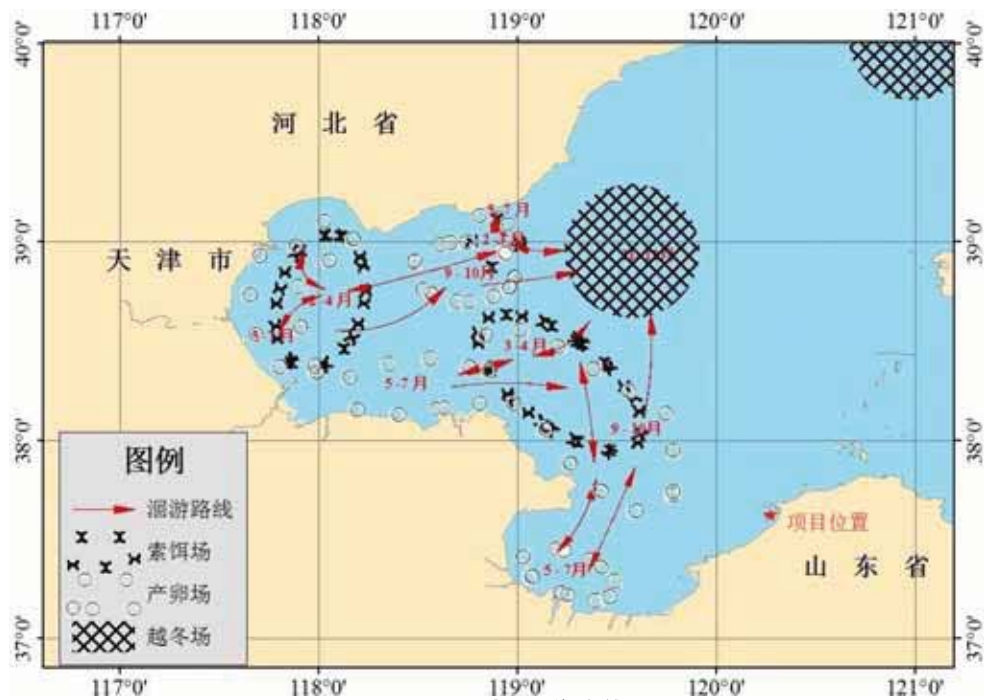 117°0' 118°0' 119°0' 120°0' 121°0'
40°0' 40°0'
河 北 省
5-7月
39°0' 39°0'
天 津 市
9 - 10月
2-4月
3-4月
5-7月
9 - 10月
38°0' 38°0'
图例
洄游路线
素饵场
产卵场
越冬场
项目位置
山 东 省
5 - 7月
37°0' 37°0'
117°0' 118°0' 119°0' 120°0' 121°0'